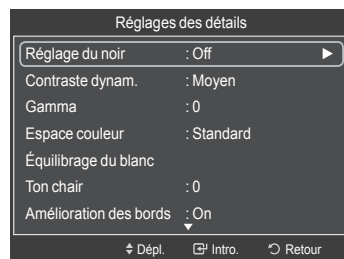 Réglages des détails
Réglage du noir : Off ►
Contraste dynam. : Moyen
Gamma : 0
Espace couleur : Standard
Équilibrage du blanc
Ton chair : 0
Amélioration des bords : On
Dépl. Intro. Retour